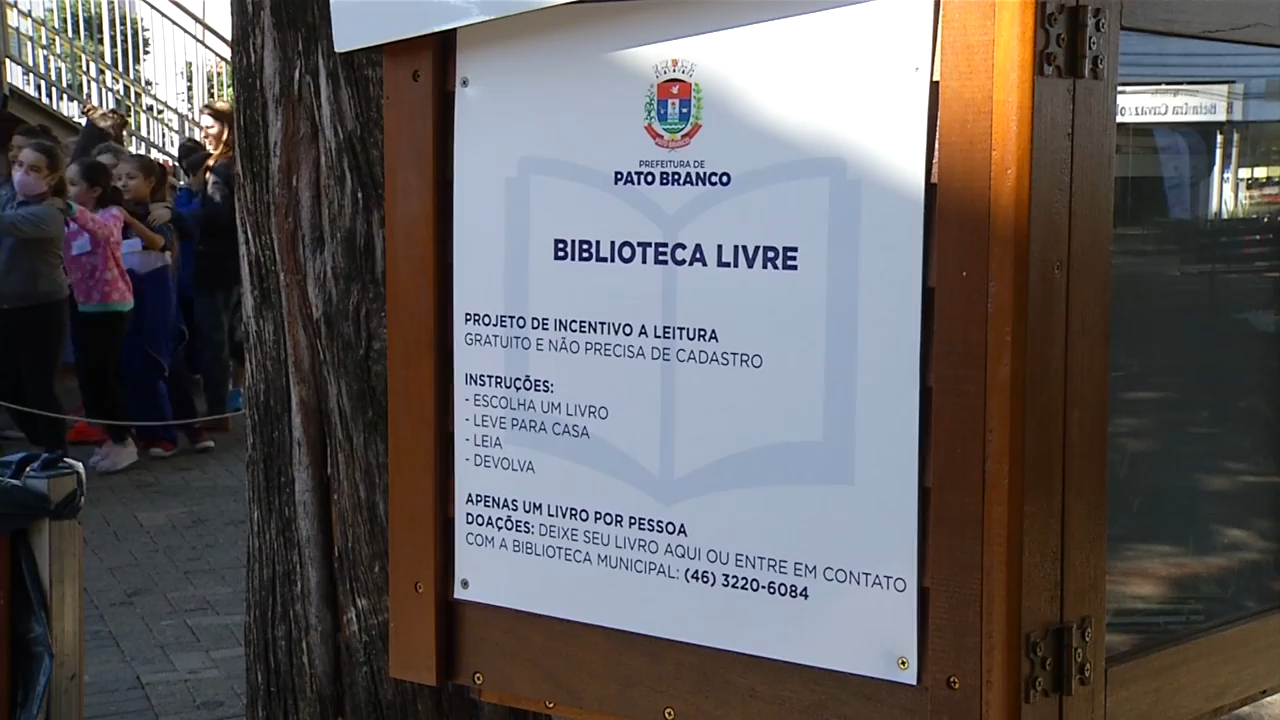 PATO BRANCO
PREFEITURA DE
PATO BRANCO
BIBLIOTECA LIVRE
PROJETO DE INCENTIVO A LEITURA
GRATUITO E NÃO PRECISA DE CADASTRO
INSTRUÇÕES:
- ESCOLHA UM LIVRO
- LEVE PARA CASA
- LEIA
- DEVOLVA
APENAS UM LIVRO POR PESSOA
DOAÇÕES: DEIXE SEU LIVRO AQUI OU ENTRE EM CONTATO
COM A BIBLIOTECA MUNICIPAL: (46) 3220-6084